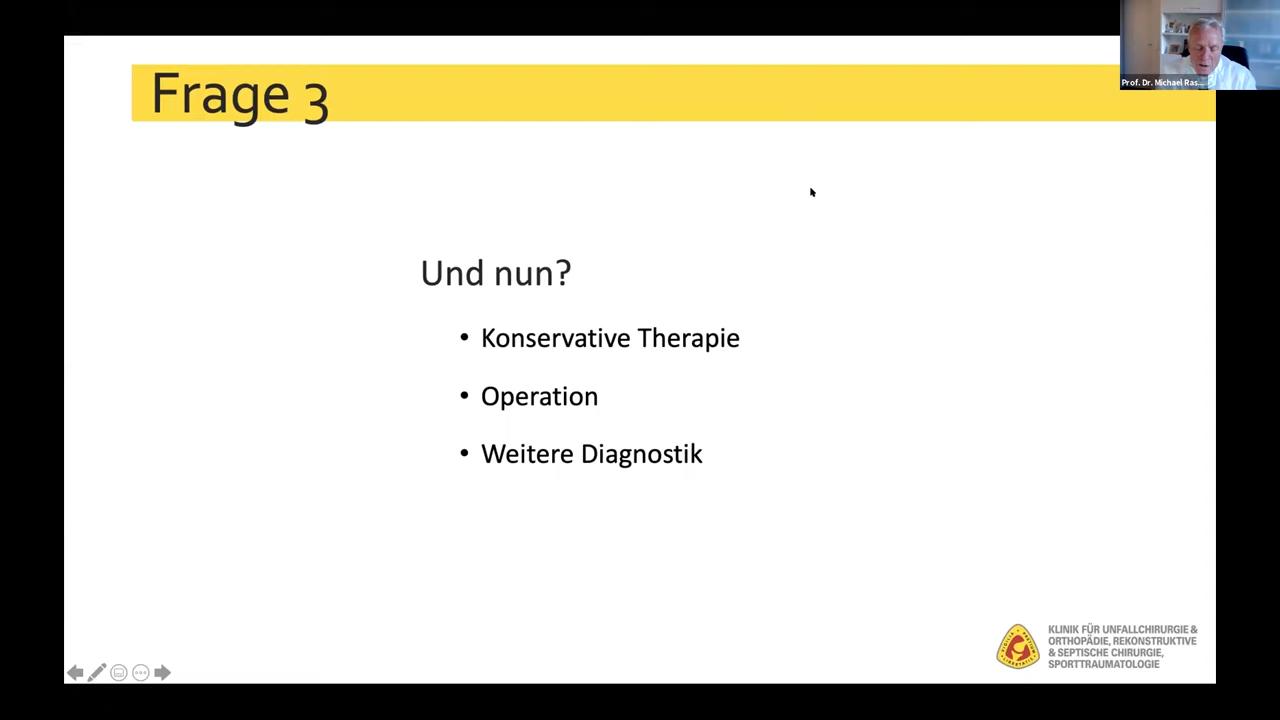 Frage 3
Prof. Dr. Michael Ras...
Und nun?
• Konservative Therapie
• Operation
• Weitere Diagnostik
KLINIK FÜR UNFALLCHIRURGIE &
ORTHOPÄDIE, REKONSTRUKTIVE
& SEPTISCHE CHIRURGIE,
SPORTTRAUMATOLOGIE